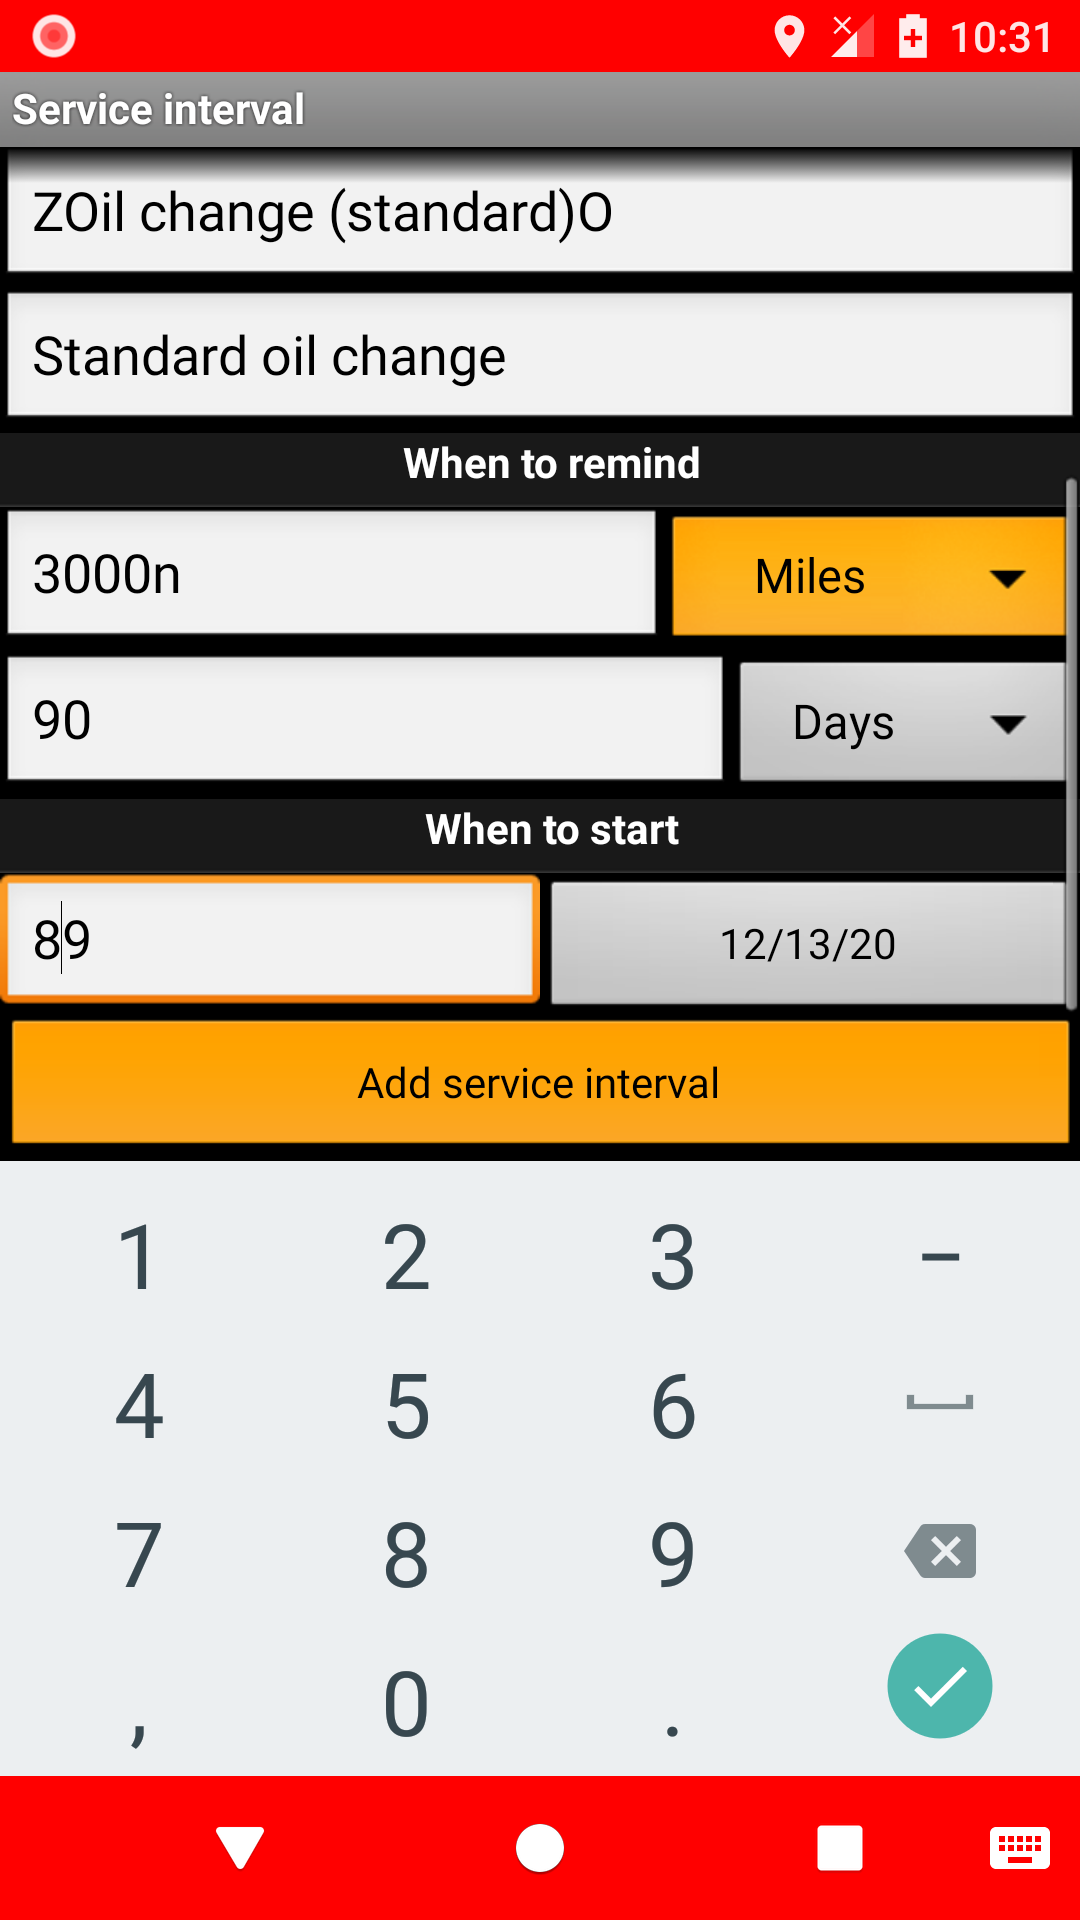 10:31
Service interval
ZOil change (standard)O
Standard oil change
When to remind
3000n Miles
90 Days
When to start
89 12/13/20
Add service interval
1 2 3 –
4 5 6
7 8 9
, 0 .